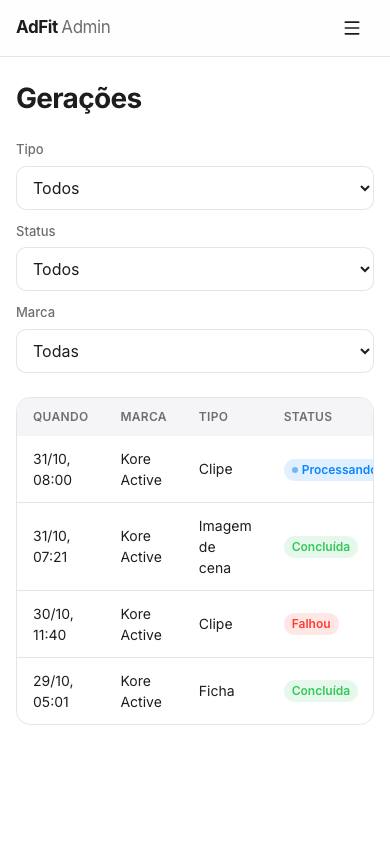 AdFit Admin
Gerações
Tipo
Todos
Status
Todos
Marca
Todas
QUANDO MARCA TIPO STATUS
31/10, 08:00 Kore Active Clipe Processando
31/10, 07:21 Kore Active Imagem de cena Concluída
30/10, 11:40 Kore Active Clipe Falhou
29/10, 05:01 Kore Active Ficha Concluída